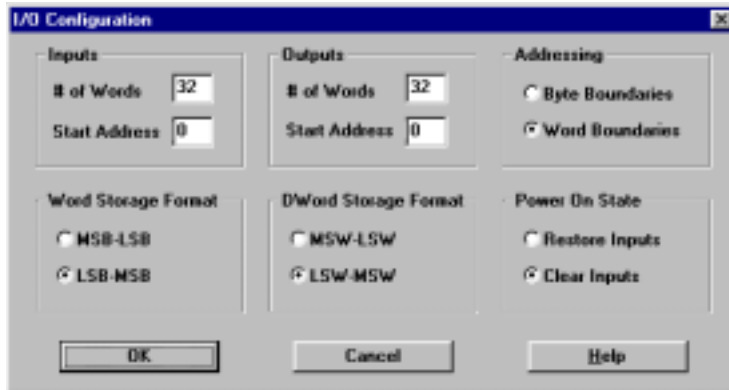 I/O Configuration
Inputs
# of Words 32
Start Address 0
Outputs
# of Words 32
Start Address 0
Addressing
Byte Boundaries
Word Boundaries
Word Storage Format
MSB-LSB
LSB-MSB
DWord Storage Format
MSW-LSW
LSW-MSW
Power On State
Restore Inputs
Clear Inputs
OK
Cancel
Help